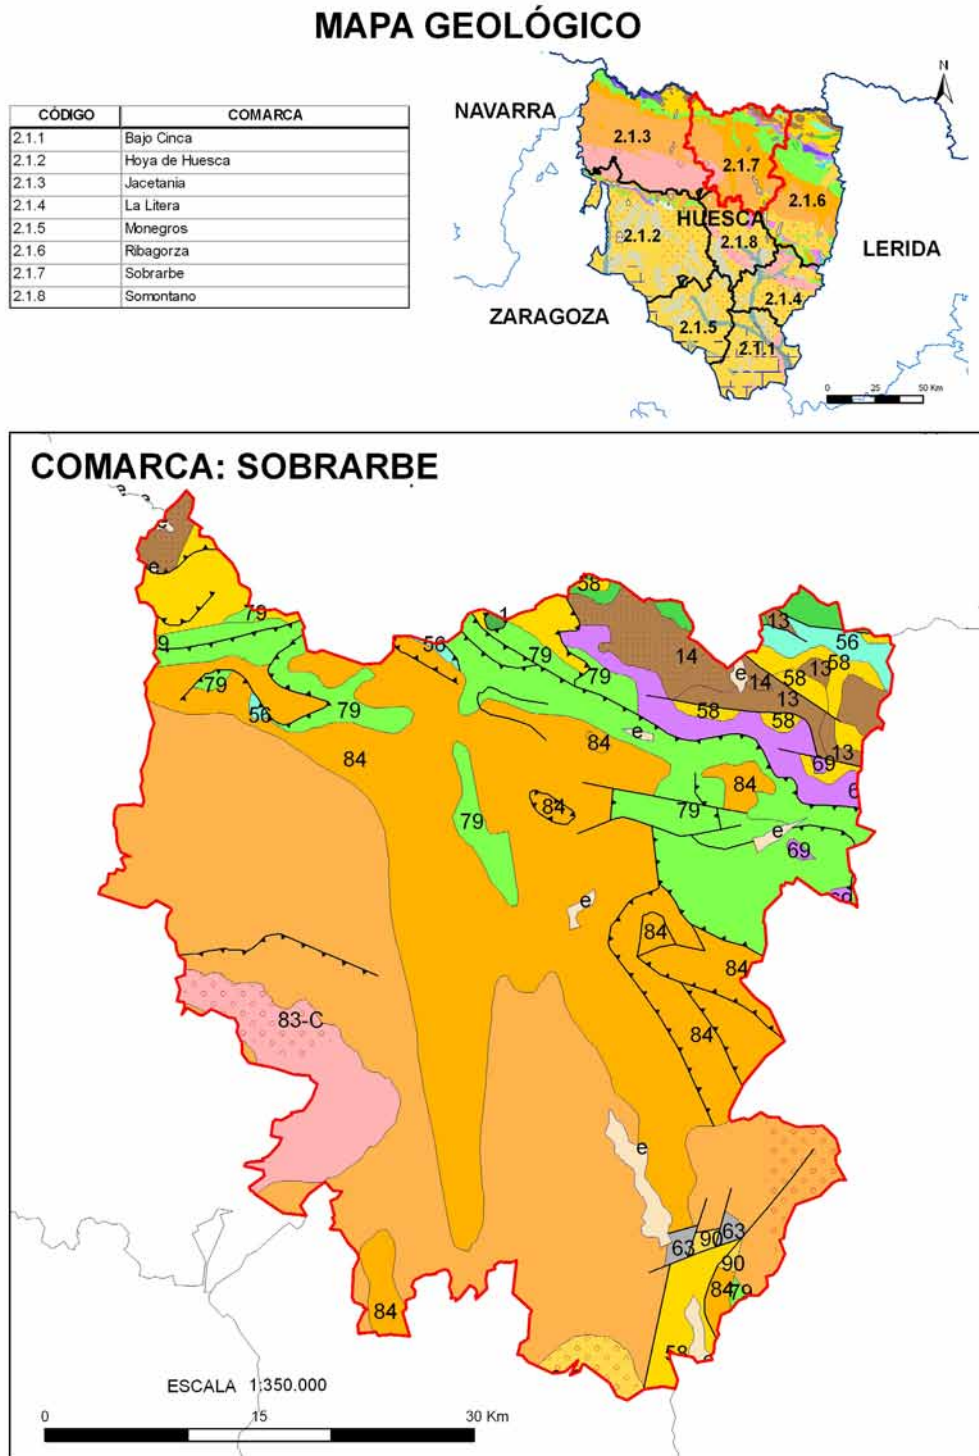 MAPA GEOLÓGICO
CÓDIGO COMARCA
2.1.1 Bajo Cinca
2.1.2 Hoya de Huesca
2.1.3 Jacetania
2.1.4 La Litera
2.1.5 Monegros
2.1.6 Ribagorza
2.1.7 Sobrarbe
2.1.8 Somontano
N
NAVARRA
2.1.3
2.1.7
2.1.6
HUESCA
2.1.2
2.1.8
LERIDA
2.1.4
ZARAGOZA
2.1.5
2.1.1
0 25 50 Km
COMARCA: SOBRARBE
e
58
79
1
13
56
56
79
14
58
13
79
79
e
14
58
13
56
79
58
58
84
84
13
69
84
84
79
79
e
69
e
84
84
83-C
84
e
63
90
63
90
84
79
84
58
ESCALA 1:350.000
0 15 30 Km